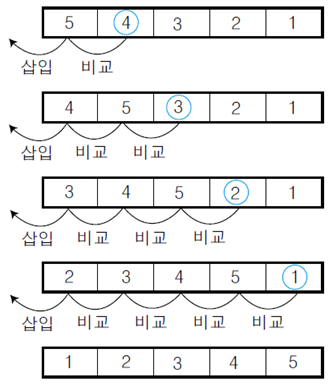 5 4 3 2 1
삽입 비교
4 5 3 2 1
삽입 비교 비교
3 4 5 2 1
삽입 비교 비교 비교
2 3 4 5 1
삽입 비교 비교 비교 비교
1 2 3 4 5